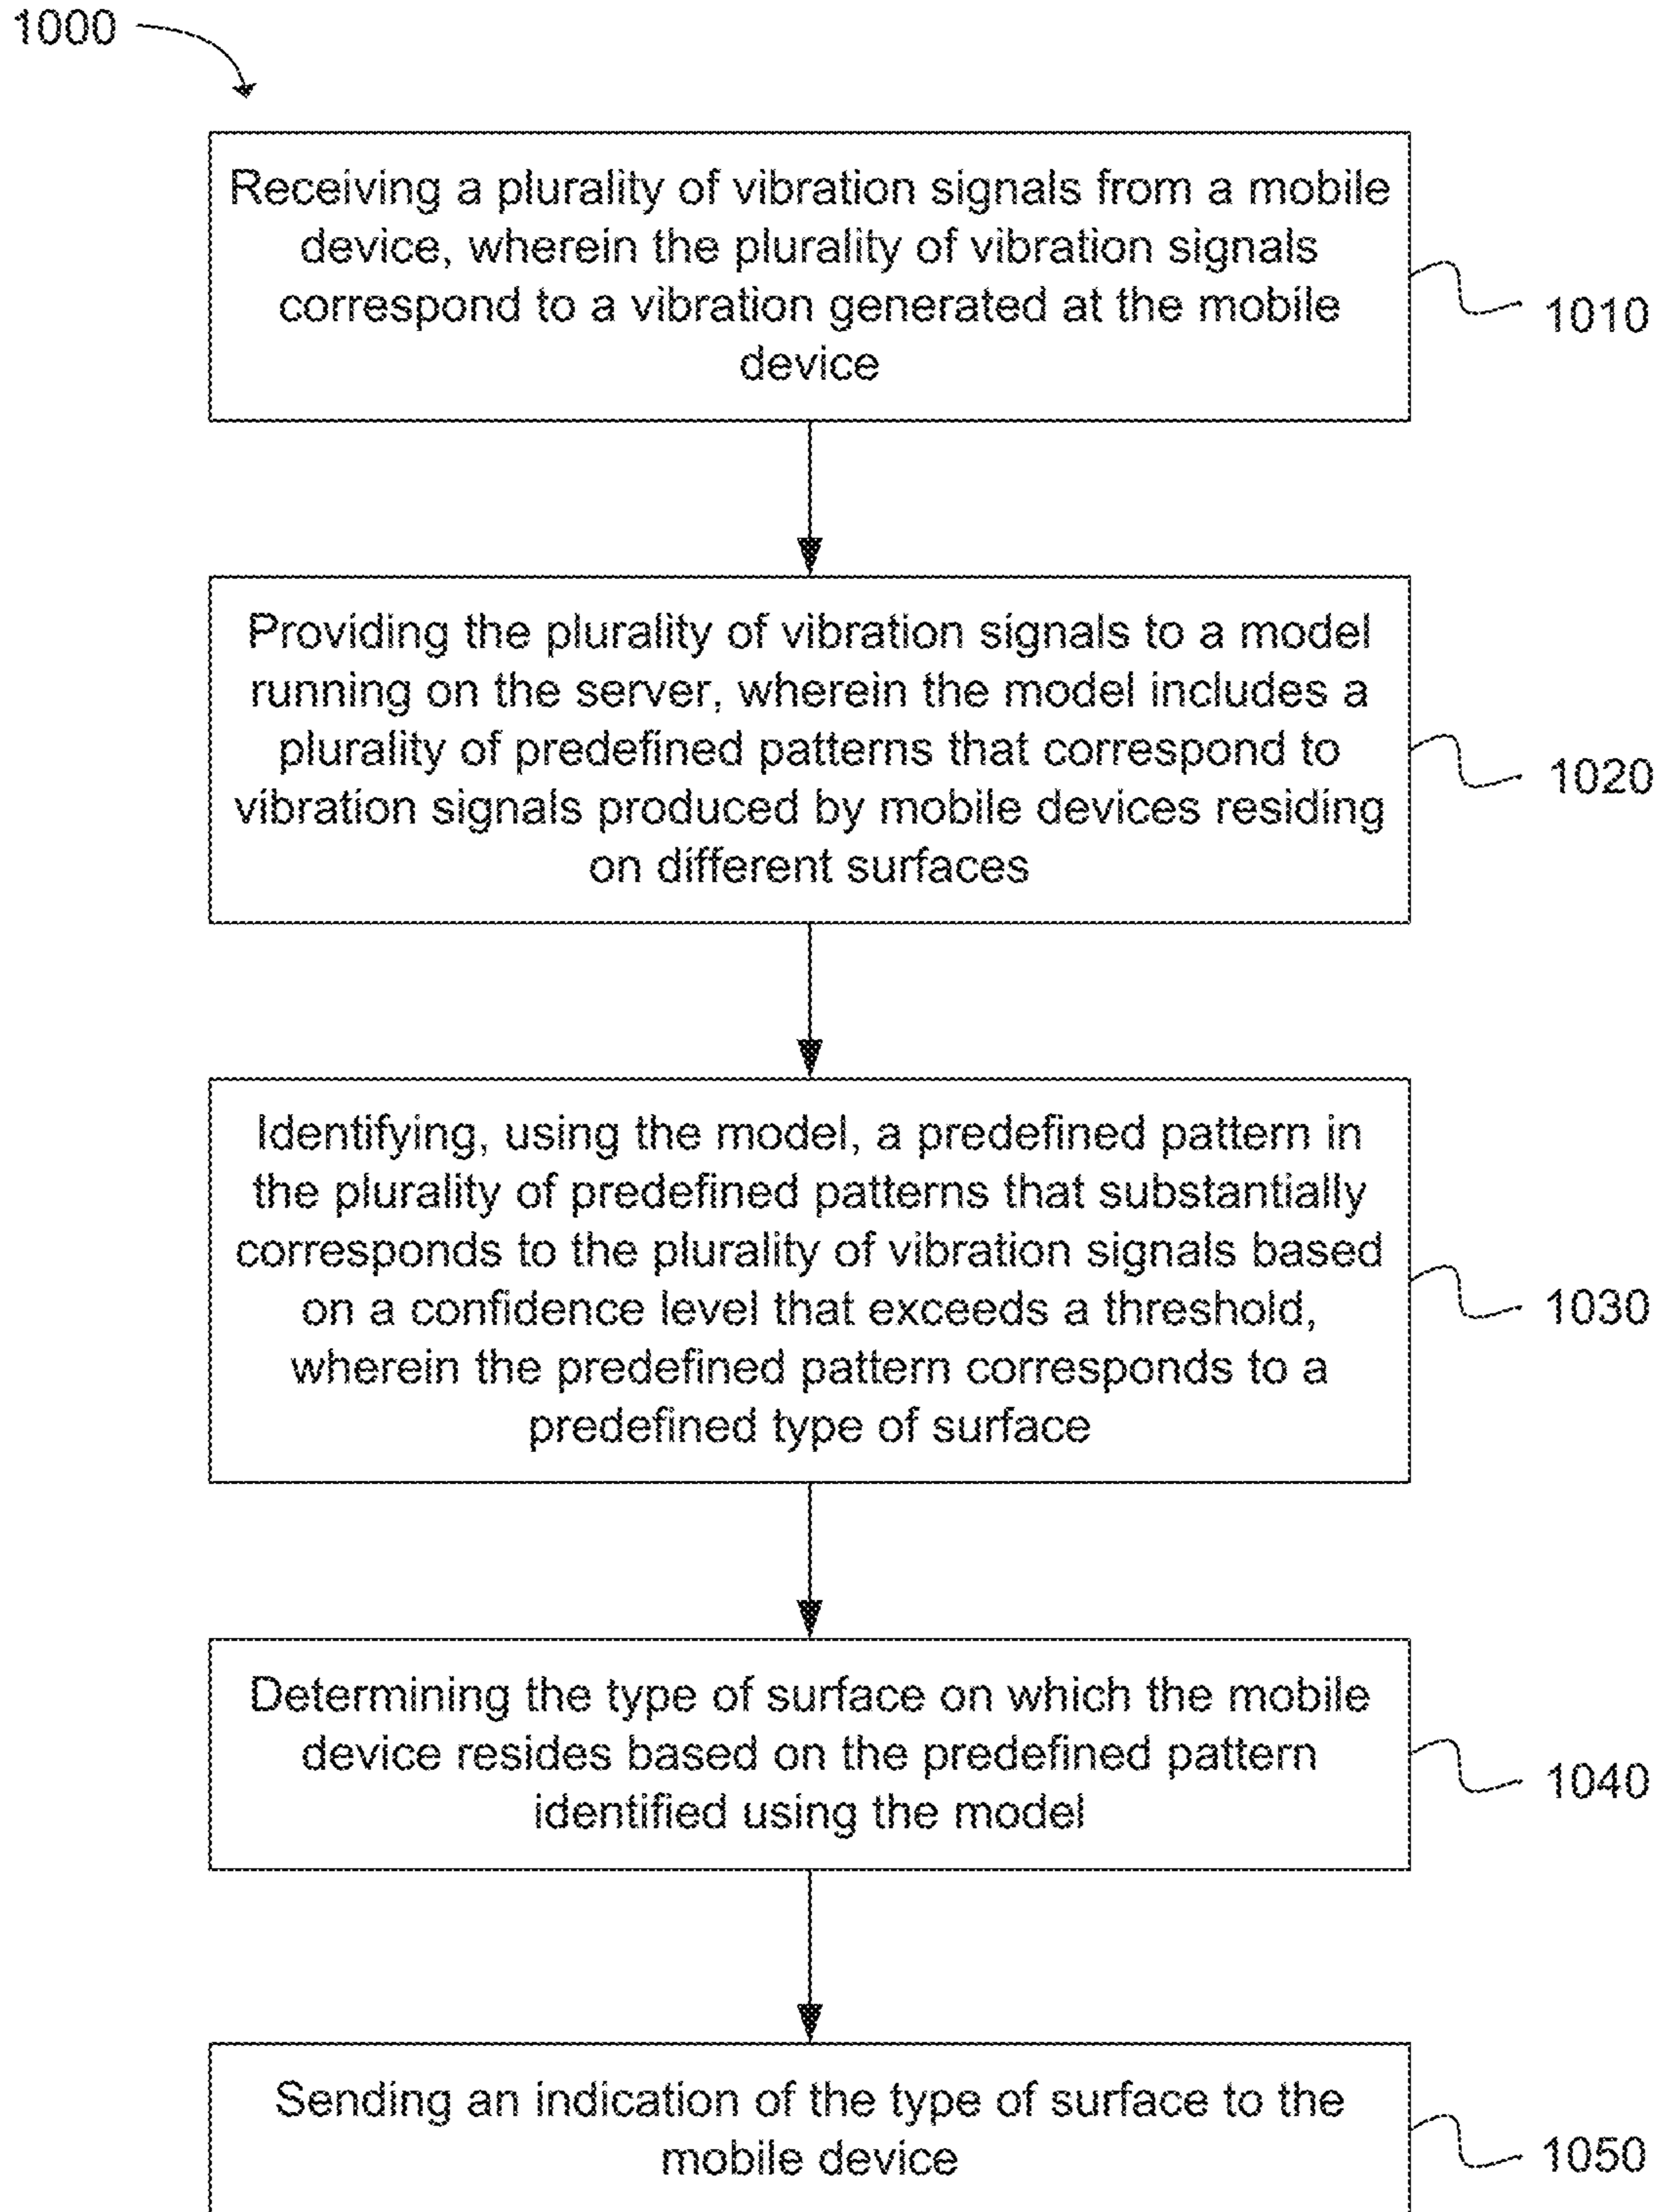 1000
Receiving a plurality of vibration signals from a mobile
device, wherein the plurality of vibration signals
correspond to a vibration generated at the mobile
device
1010
Providing the plurality of vibration signals to a model
running on the server, wherein the model includes a
plurality of predefined patterns that correspond to
vibration signals produced by mobile devices residing
on different surfaces
1020
Identifying, using the model, a predefined pattern in
the plurality of predefined patterns that substantially
corresponds to the plurality of vibration signals based
on a confidence level that exceeds a threshold,
wherein the predefined pattern corresponds to a
predefined type of surface
1030
Determining the type of surface on which the mobile
device resides based on the predefined pattern
identified using the model
1040
Sending an indication of the type of surface to the
mobile device
1050